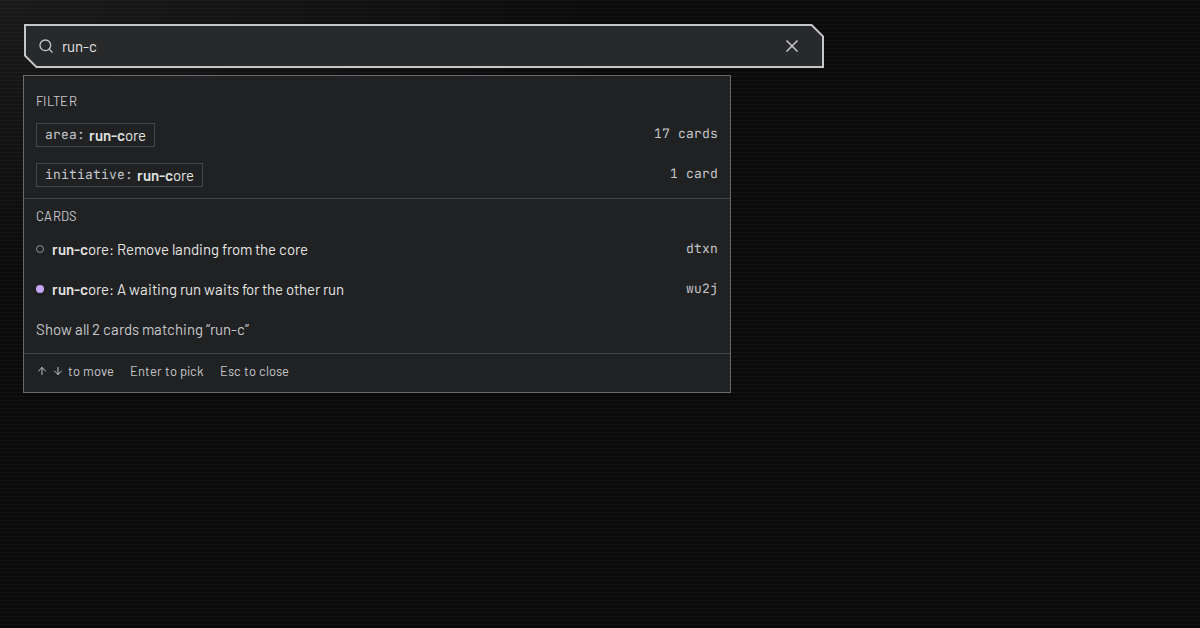 run-c
FILTER
area: run-core 17 cards
initiative: run-core 1 card
CARDS
run-core: Remove landing from the core dtxn
run-core: A waiting run waits for the other run wu2j
Show all 2 cards matching “run-c”
↑ ↓ to move Enter to pick Esc to close